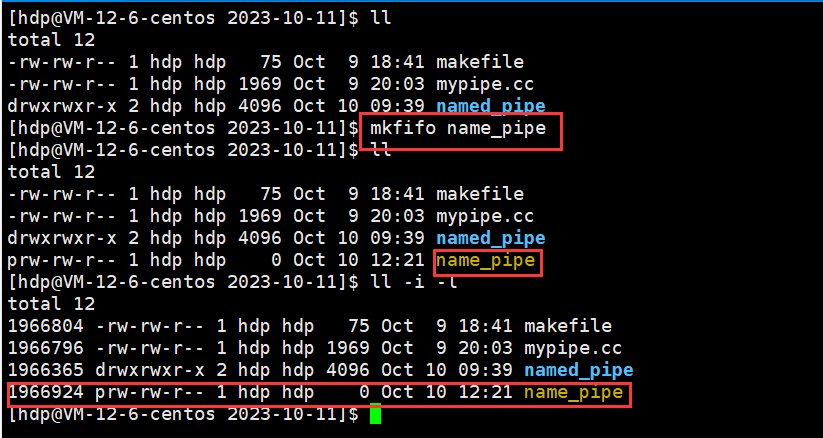 [hdp@VM-12-6-centos 2023-10-11]$ ll
total 12
-rw-rw-r-- 1 hdp hdp   75 Oct  9 18:41 makefile
-rw-rw-r-- 1 hdp hdp 1969 Oct  9 20:03 mypipe.cc
drwxrwxr-x 2 hdp hdp 4096 Oct 10 09:39 named_pipe
[hdp@VM-12-6-centos 2023-10-11]$ mkfifo name_pipe
[hdp@VM-12-6-centos 2023-10-11]$ ll
total 12
-rw-rw-r-- 1 hdp hdp   75 Oct  9 18:41 makefile
-rw-rw-r-- 1 hdp hdp 1969 Oct  9 20:03 mypipe.cc
drwxrwxr-x 2 hdp hdp 4096 Oct 10 09:39 named_pipe
prw-rw-r-- 1 hdp hdp    0 Oct 10 12:21 name_pipe
[hdp@VM-12-6-centos 2023-10-11]$ ll -i -l
total 12
1966804 -rw-rw-r-- 1 hdp hdp   75 Oct  9 18:41 makefile
1966796 -rw-rw-r-- 1 hdp hdp 1969 Oct  9 20:03 mypipe.cc
1966365 drwxrwxr-x 2 hdp hdp 4096 Oct 10 09:39 named_pipe
1966924 prw-rw-r-- 1 hdp hdp    0 Oct 10 12:21 name_pipe
[hdp@VM-12-6-centos 2023-10-11]$